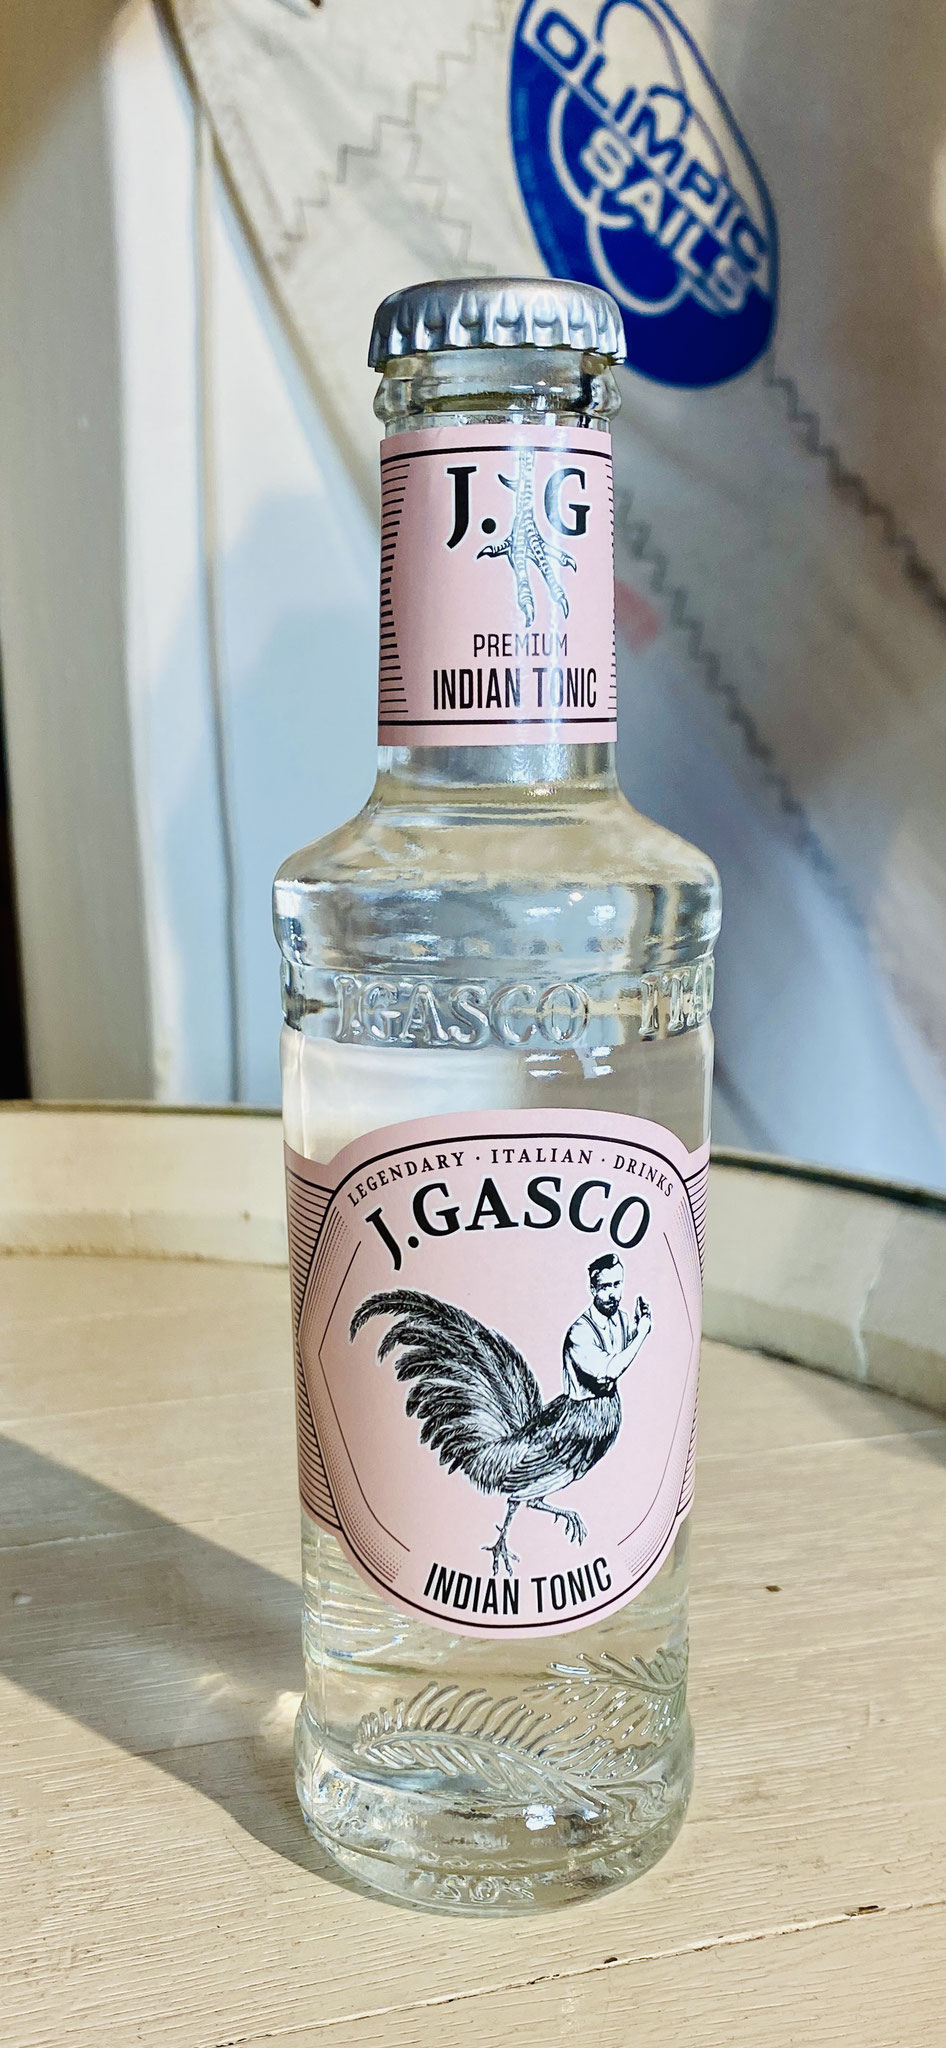 OLIMPIC
SAILS
J. G
PREMIUM
INDIAN TONIC
J.GASCO
LEGENDARY · ITALIAN · DRINKS
J.GASCO
INDIAN TONIC